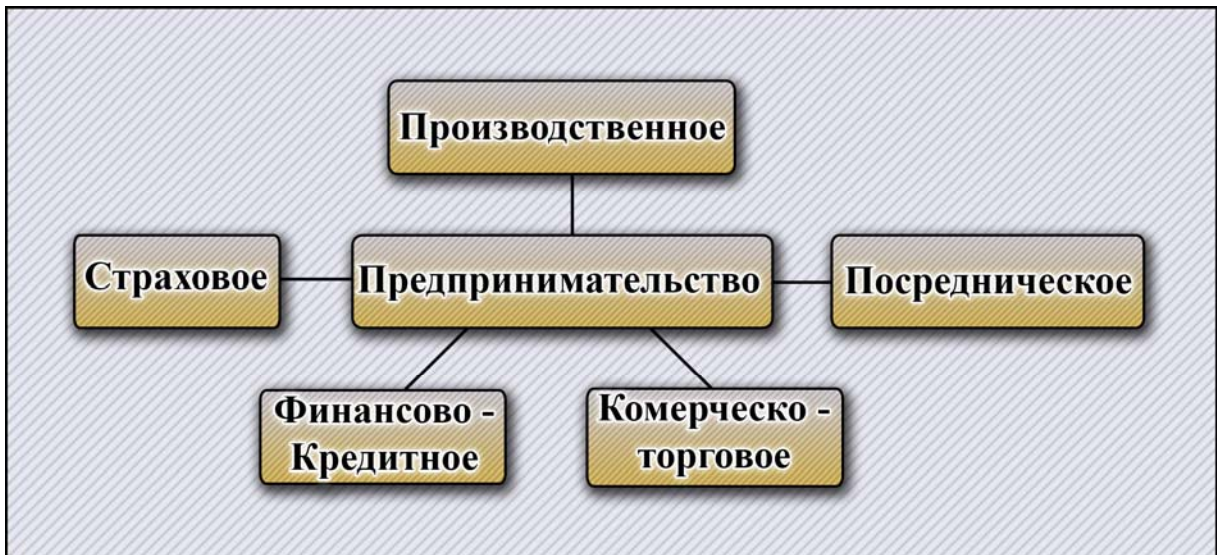 Производственное
Страховое
Предпринимательство
Посредническое
Финансово -
Кредитное
Комерческо -
торговое